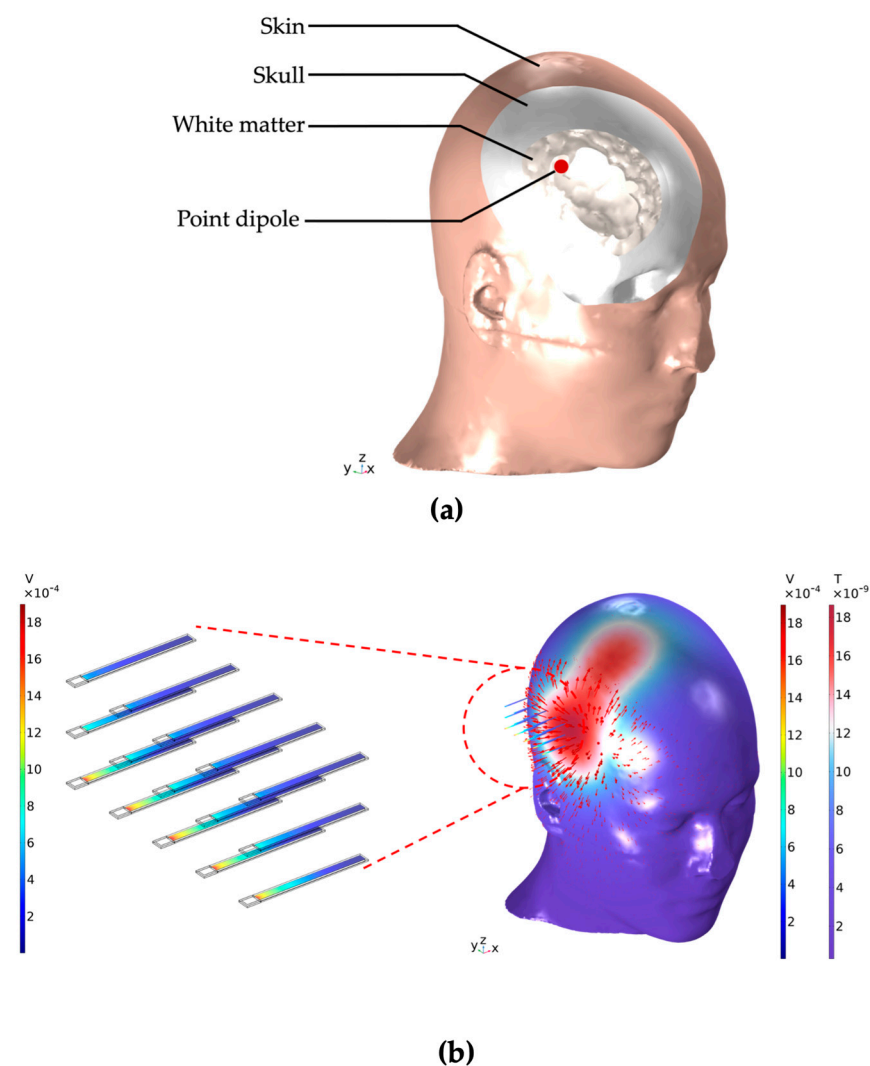 Skin
Skull
White matter
Point dipole
z
y x
(a)
V
×10⁻⁴
18
16
14
12
10
8
6
4
2
V T
×10⁻⁴ ×10⁻⁹
18 18
16 16
14 14
12 12
10 10
8 8
6 6
4 4
2 2
z
y x
(b)